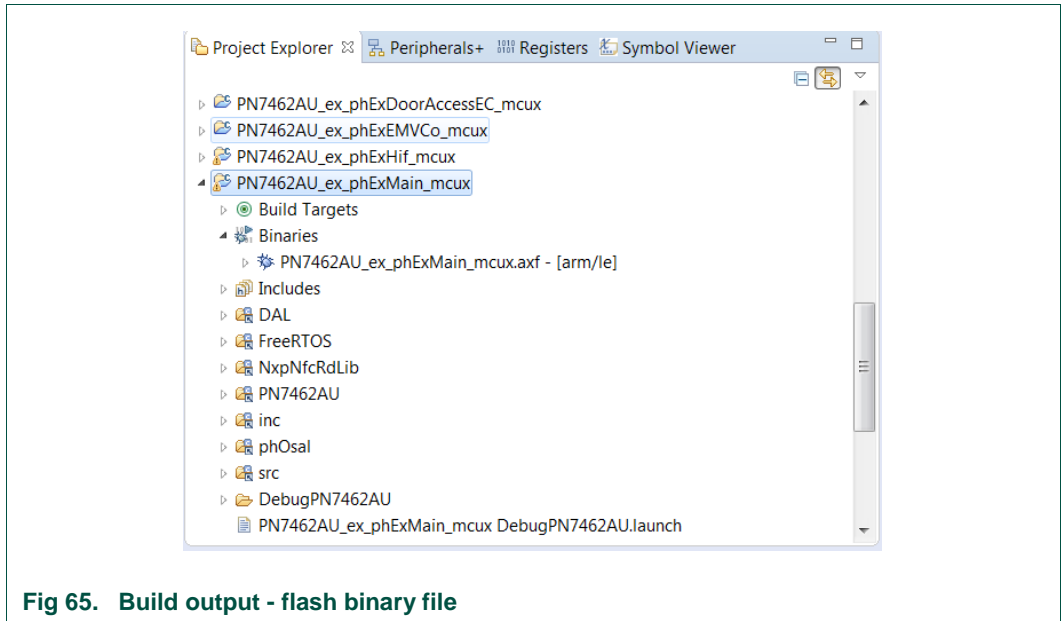 Project Explorer Peripherals+ Registers Symbol Viewer
PN7462AU_ex_phExDoorAccessEC_mcux
PN7462AU_ex_phExEMVCo_mcux
PN7462AU_ex_phExHif_mcux
PN7462AU_ex_phExMain_mcux
Build Targets
Binaries
PN7462AU_ex_phExMain_mcux.axf - [arm/le]
Includes
DAL
FreeRTOS
NxpNfcRdLib
PN7462AU
inc
phOsal
src
DebugPN7462AU
PN7462AU_ex_phExMain_mcux DebugPN7462AU.launch
Fig 65. Build output - flash binary file